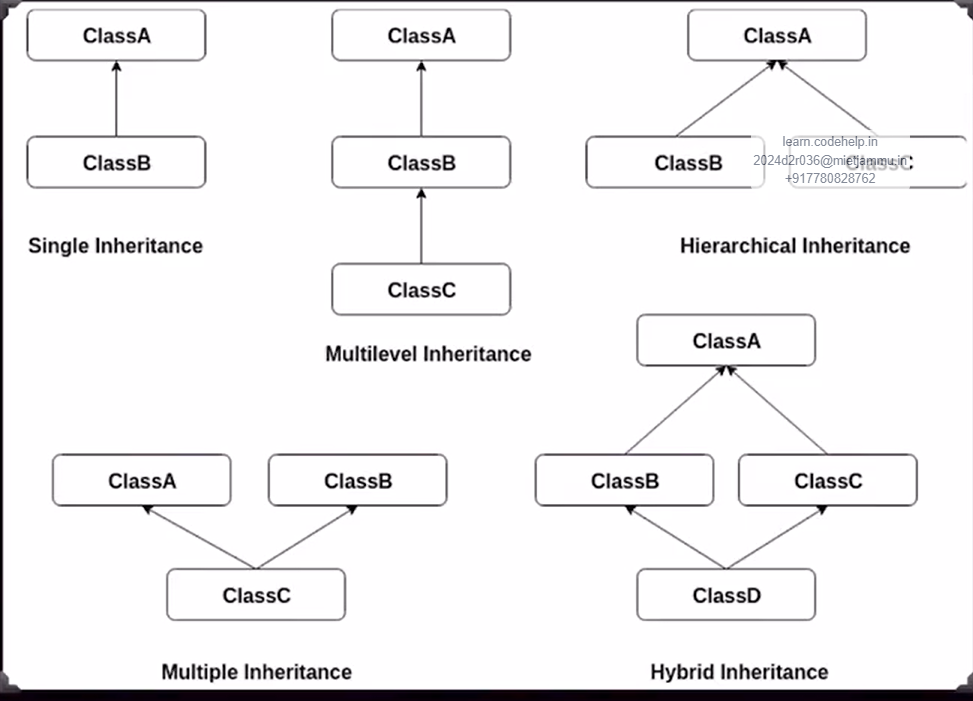 ClassA
ClassB
Single Inheritance
ClassA
ClassB
ClassC
Multilevel Inheritance
ClassA
ClassB
ClassC
learn.codehelp.in
2024d2r036@mietjammu.in
+917780828762
Hierarchical Inheritance
ClassA
ClassB
ClassC
Multiple Inheritance
ClassA
ClassB
ClassC
ClassD
Hybrid Inheritance